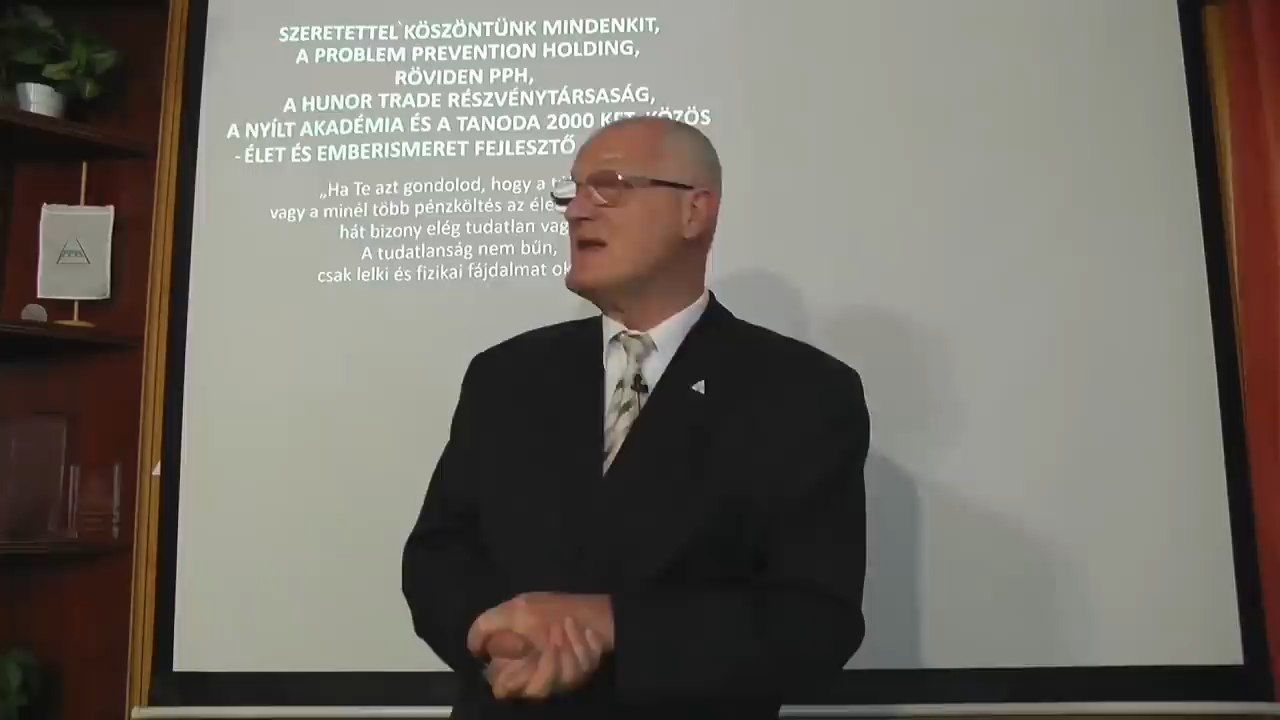 SZERETETTEL KÖSZÖNTÜNK MINDENKIT,
A PROBLEM PREVENTION HOLDING,
RÖVIDEN PPH,
A HUNOR TRADE RÉSZVÉNYTÁRSASÁG,
A NYÍLT AKADÉMIA ÉS A TANODA 2000 KFT. KÖZÖS
- ÉLET ÉS EMBERISMERET FEJLESZTŐ
„Ha Te azt gondolod, hogy a
vagy a minél több pénzköltés az
hát bizony elég tudatlan
A tudatlanság nem bűn,
csak lelki és fizikai fájdalmat